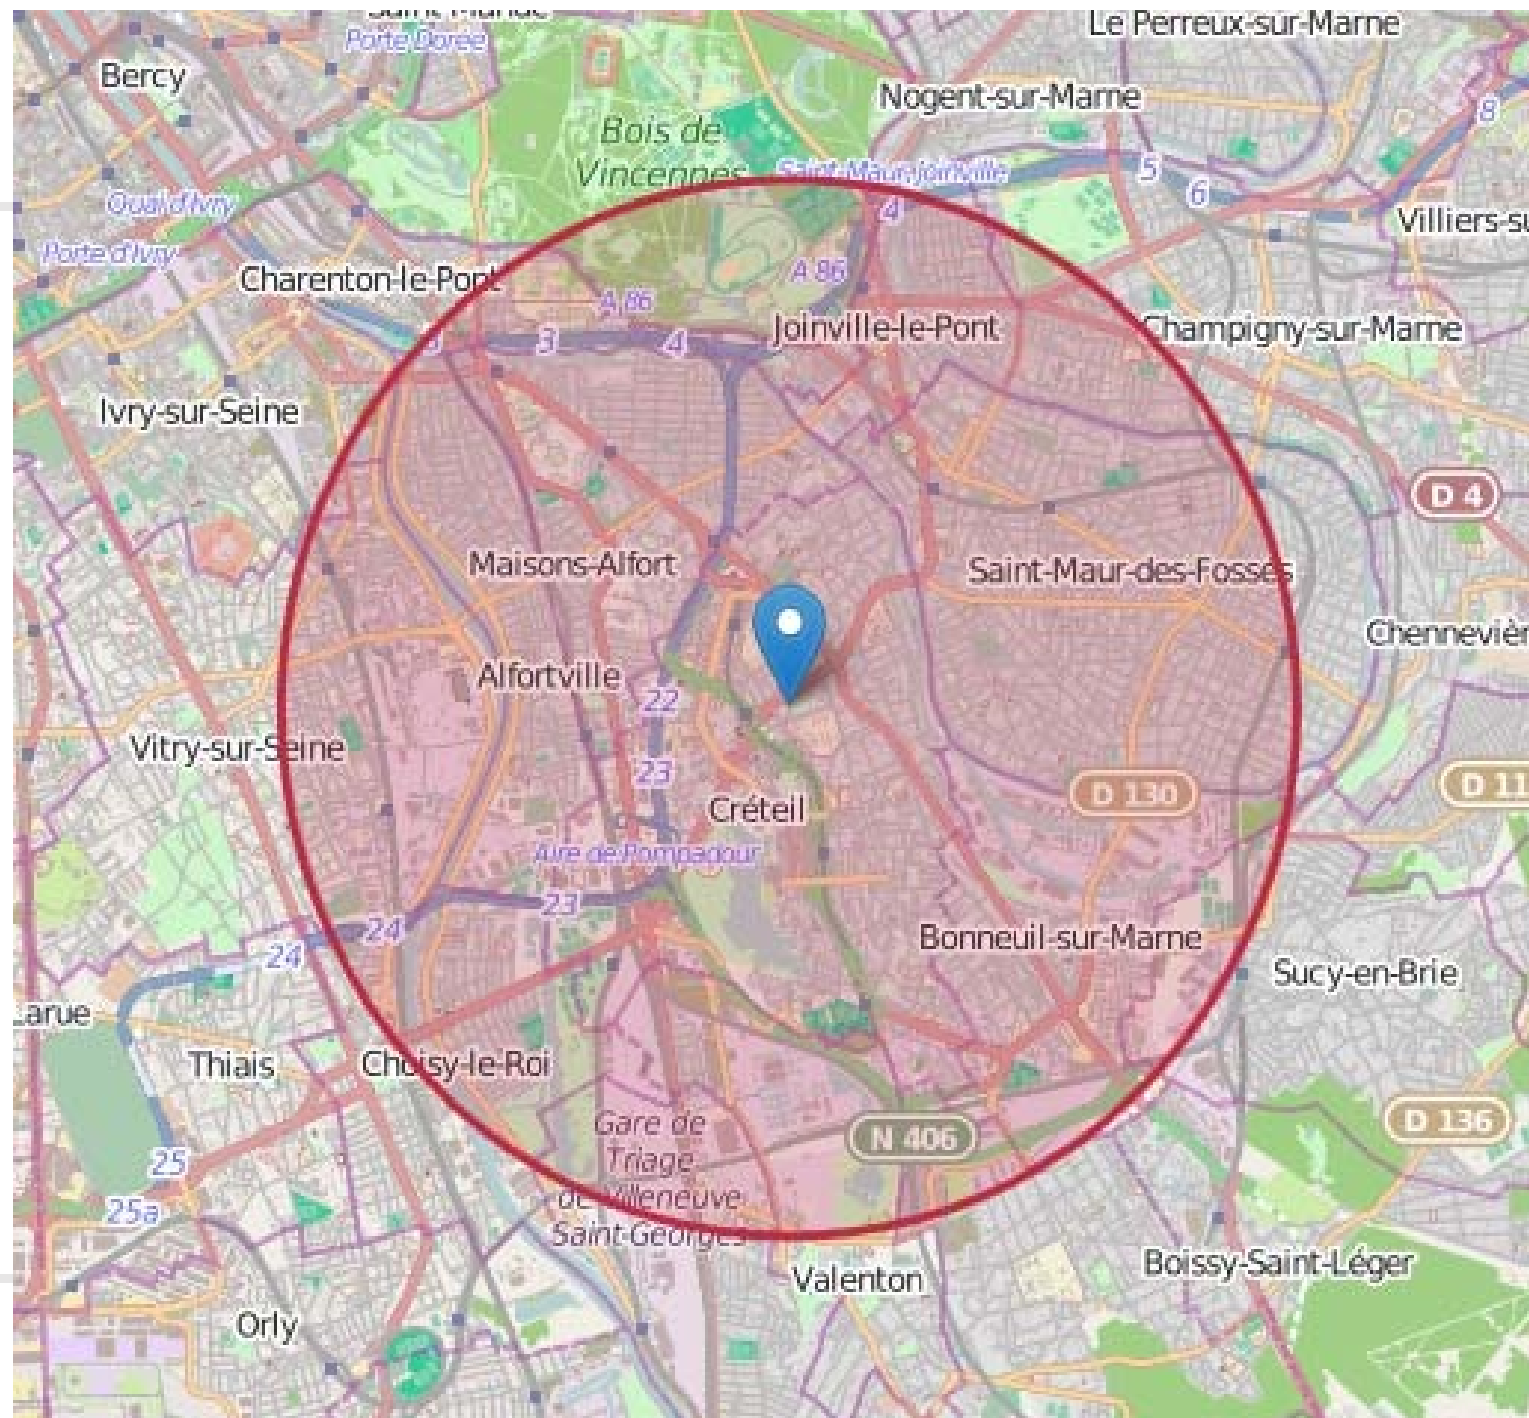 Saint-Mandé
Porte Dorée
Le Perreux-sur-Marne
Bercy
Nogent-sur-Marne
8
Bois de
Vincennes
Saint-Maur-joinville
5
6
Quai d'Ivry
4
Villiers-su
Porte d'Ivry
Charenton-le-Pont
A 86
A 86
3
4
Joinville-le-Pont
Champigny-sur-Marne
Ivry-sur-Seine
D 4
Maisons-Alfort
Saint-Maur-des-Fossés
Chennevièr
Alfortville
22
Vitry-sur-Seine
23
D 130
D 11
Créteil
Aire de Pompadour
23
24
24
Bonneuil-sur-Marne
Sucy-en-Brie
Larue
Thiais
Choisy-le-Roi
Gare de
Triage
de Villeneuve
Saint-Georges
N 406
D 136
25
25a
Valenton
Boissy-Saint-Léger
Orly